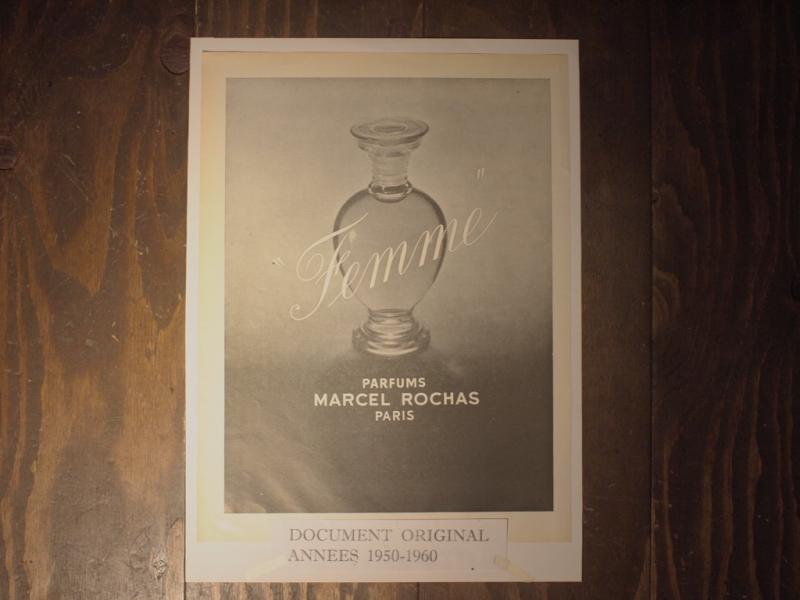 "Femme"
PARFUMS
MARCEL ROCHAS
PARIS
DOCUMENT ORIGINAL
ANNEES 1950-1960